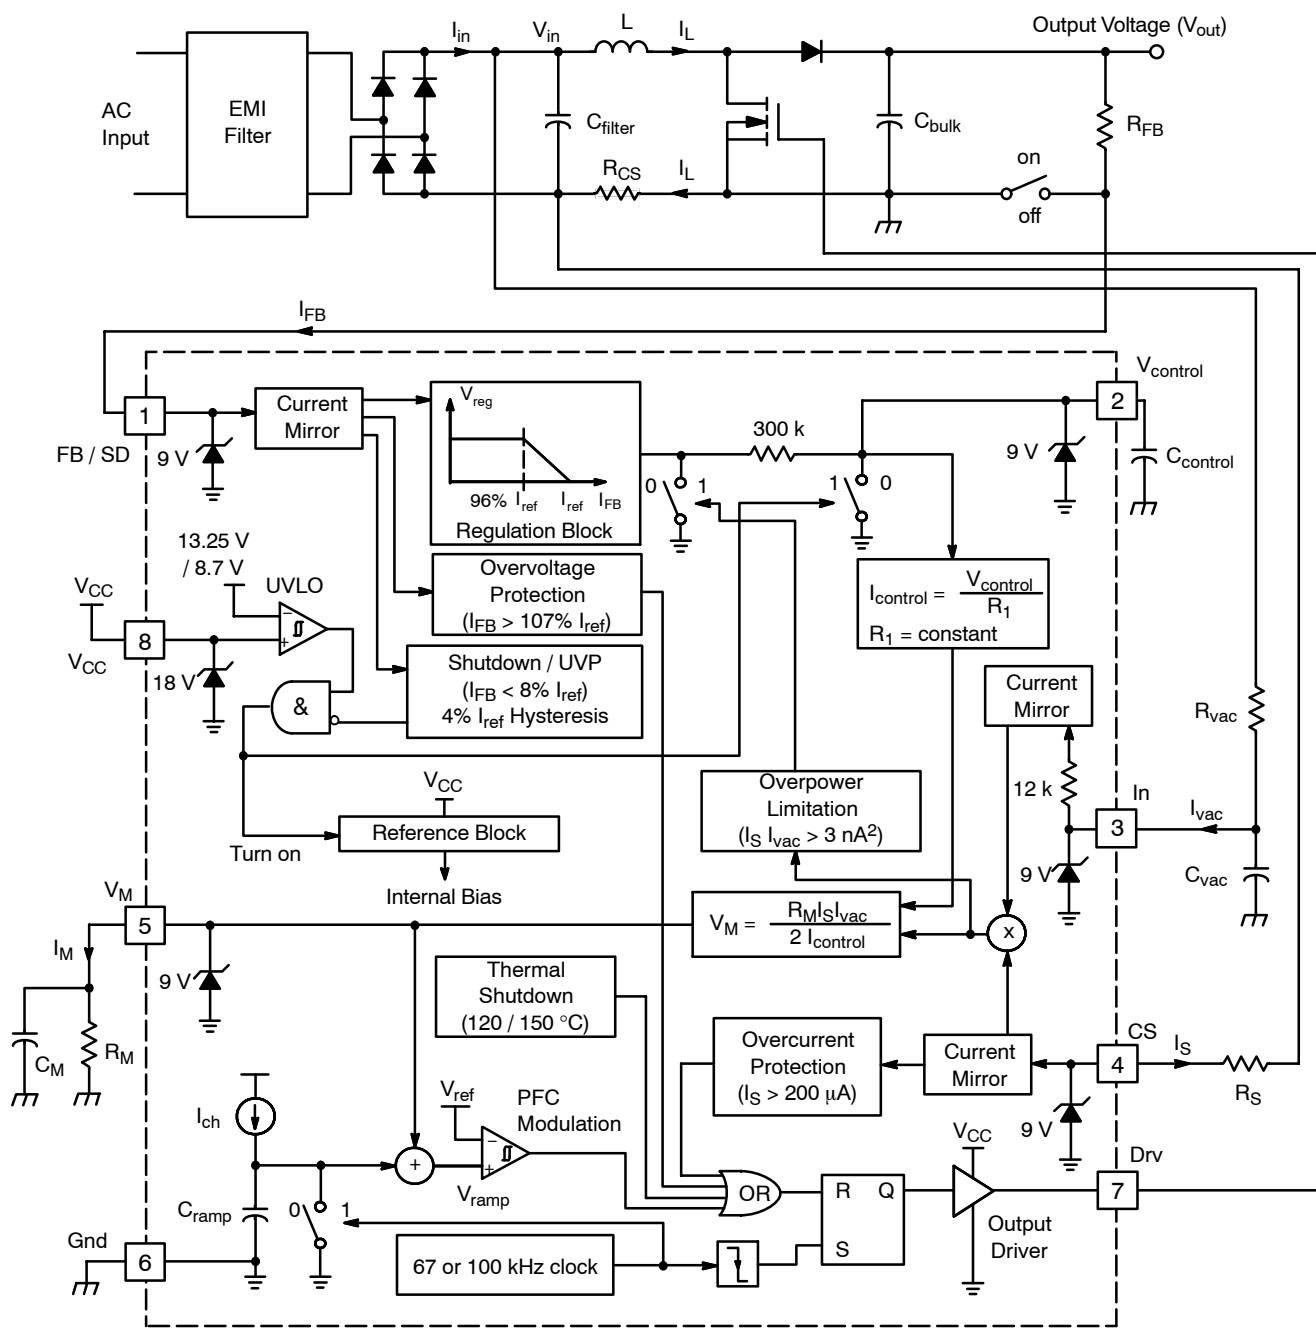 Output Voltage (Vout)
Iin
Vin
L
IL
AC
Input
EMI
Filter
Cfilter
Cbulk
RFB
RCS
IL
on
off
IFB
Vcontrol
1
FB / SD
9 V
Current
Mirror
Vreg
96% Iref
Iref
IFB
Regulation Block
0
1
300 k
1
0
9 V
2
Ccontrol
13.25 V
/ 8.7 V
UVLO
VCC
8
VCC
18 V
−
+
&
Overvoltage
Protection
(IFB > 107% Iref)
Shutdown / UVP
(IFB < 8% Iref)
4% Iref Hysteresis
Icontrol = Vcontrol / R1
R1 = constant
Current
Mirror
Rvac
12 k
In
3
Ivac
9 V
Cvac
VCC
Reference Block
Turn on
Internal Bias
Overpower
Limitation
(IS Ivac > 3 nA2)
VM
5
IM
9 V
CM
RM
VM = RMISIvac / 2 Icontrol
x
Thermal
Shutdown
(120 / 150 °C)
Overcurrent
Protection
(IS > 200 μA)
Current
Mirror
CS
4
IS
RS
9 V
Ich
Vref
PFC
Modulation
−
+
+
Vramp
Cramp
0
1
OR
R
Q
S
VCC
Output
Driver
Drv
7
Gnd
6
67 or 100 kHz clock